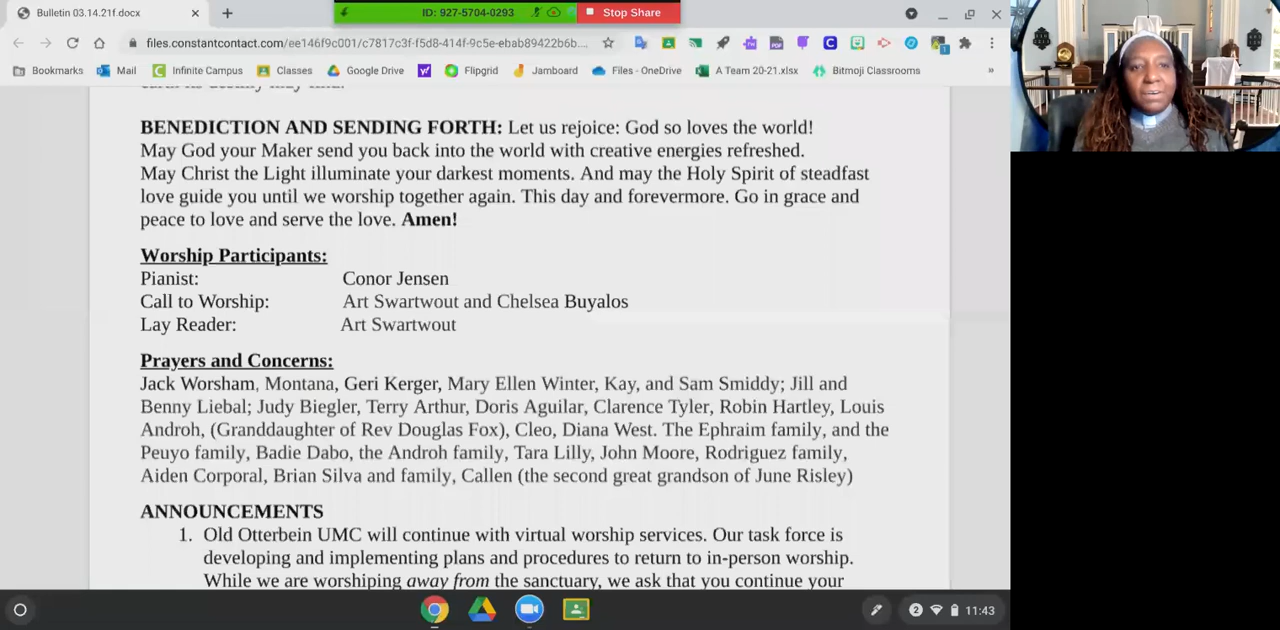 Bulletin 03.14.21f.docx
ID: 927-5704-0293
Stop Share
files.constantcontact.com/ee146f9c001/c7817c3f-f5d8-414f-9c5e-ebab89422b6b...
Bookmarks Mail Infinite Campus Classes Google Drive Flipgrid Jamboard Files - OneDrive A Team 20-21.xlsx Bitmoji Classrooms »
BENEDICTION AND SENDING FORTH: Let us rejoice: God so loves the world!
May God your Maker send you back into the world with creative energies refreshed.
May Christ the Light illuminate your darkest moments. And may the Holy Spirit of steadfast
love guide you until we worship together again. This day and forevermore. Go in grace and
peace to love and serve the love. Amen!
Worship Participants:
Pianist: Conor Jensen
Call to Worship: Art Swartwout and Chelsea Buyalos
Lay Reader: Art Swartwout
Prayers and Concerns:
Jack Worsham, Montana, Geri Kerger, Mary Ellen Winter, Kay, and Sam Smiddy; Jill and
Benny Liebal; Judy Biegler, Terry Arthur, Doris Aguilar, Clarence Tyler, Robin Hartley, Louis
Androh, (Granddaughter of Rev Douglas Fox), Cleo, Diana West. The Ephraim family, and the
Peuyo family, Badie Dabo, the Androh family, Tara Lilly, John Moore, Rodriguez family,
Aiden Corporal, Brian Silva and family, Callen (the second great grandson of June Risley)
ANNOUNCEMENTS
1. Old Otterbein UMC will continue with virtual worship services. Our task force is
developing and implementing plans and procedures to return to in-person worship.
While we are worshiping away from the sanctuary, we ask that you continue your
2 11:43